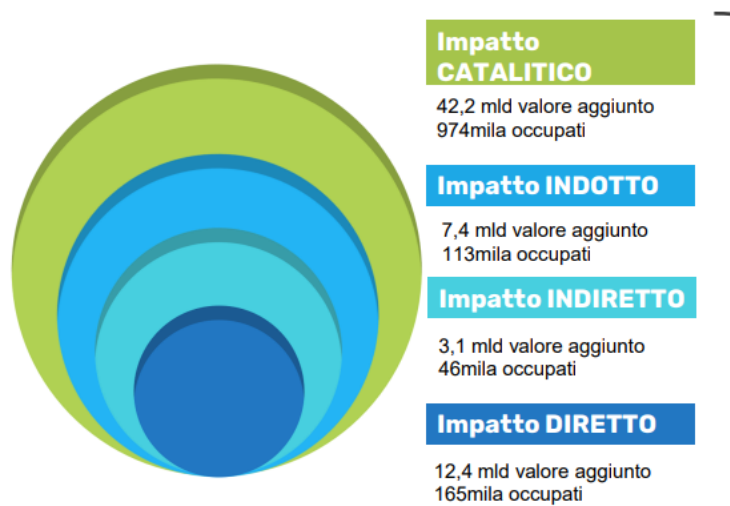 Impatto
CATALITICO
42,2 mld valore aggiunto
974mila occupati
Impatto INDOTTO
7,4 mld valore aggiunto
113mila occupati
Impatto INDIRETTO
3,1 mld valore aggiunto
46mila occupati
Impatto DIRETTO
12,4 mld valore aggiunto
165mila occupati